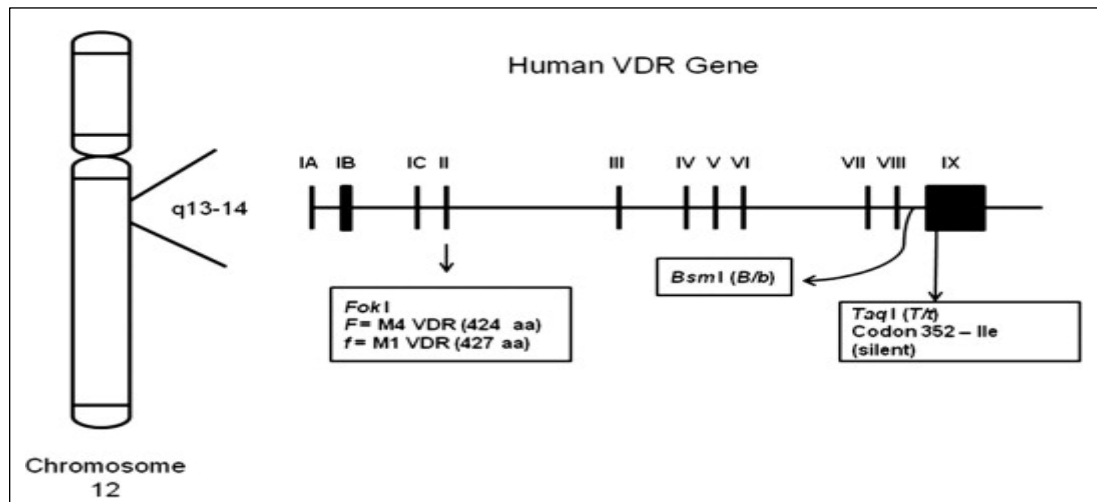 Human VDR Gene
IA IB IC II III IV V VI VII VIII IX
q13-14
BsmI (B/b)
FokI
F= M4 VDR (424 aa)
f= M1 VDR (427 aa)
TaqI (T/t)
Codon 352 – Ile
(silent)
Chromosome
12